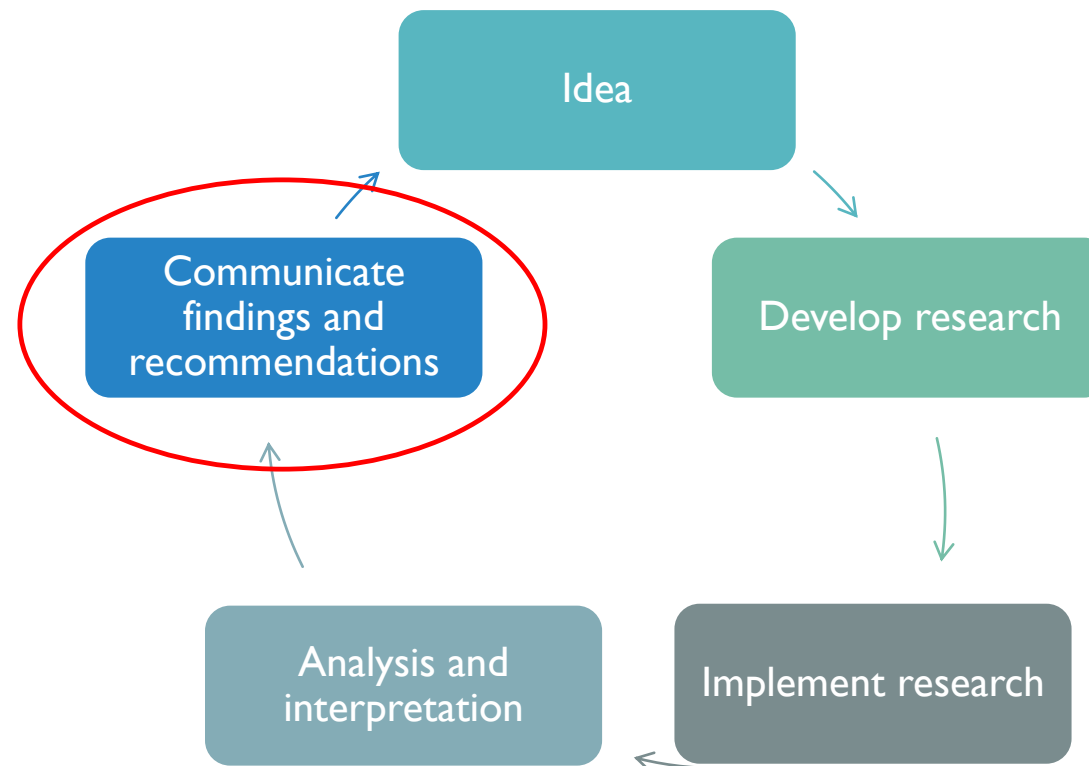 Idea
Develop research
Implement research
Analysis and
interpretation
Communicate
findings and
recommendations